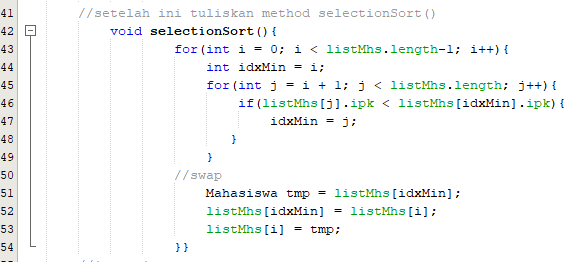 41 //setelah ini tuliskan method selectionSort()
42 void selectionSort(){
43 for(int i = 0; i < listMhs.length-1; i++){
44 int idxMin = i;
45 for(int j = i + 1; j < listMhs.length; j++){
46 if(listMhs[j].ipk < listMhs[idxMin].ipk){
47 idxMin = j;
48 }
49 }
50 //swap
51 Mahasiswa tmp = listMhs[idxMin];
52 listMhs[idxMin] = listMhs[i];
53 listMhs[i] = tmp;
54 }}